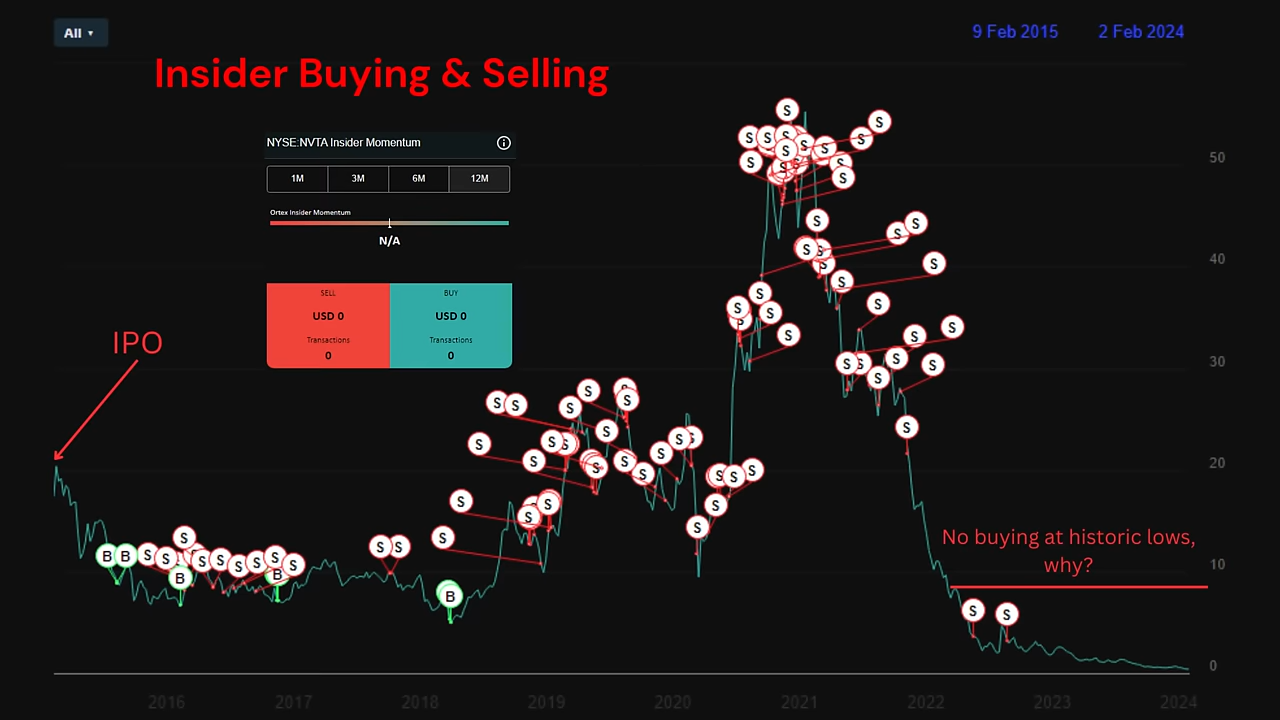 All ▼
9 Feb 2015 2 Feb 2024
Insider Buying & Selling
NYSE:NVTA Insider Momentum
1M 3M 6M 12M
Ortex Insider Momentum
N/A
SELL BUY
USD 0 USD 0
Transactions Transactions
0 0
IPO
No buying at historic lows,
why?
50
40
30
20
10
0
B B S S S B S S S S S S B S
S S S B
S S S S S S S S S S S S S S S S S S S
S S S S S S S S S S S S S S S S S S S S S S S S S S S S
2016 2017 2018 2019 2020 2021 2022 2023 2024